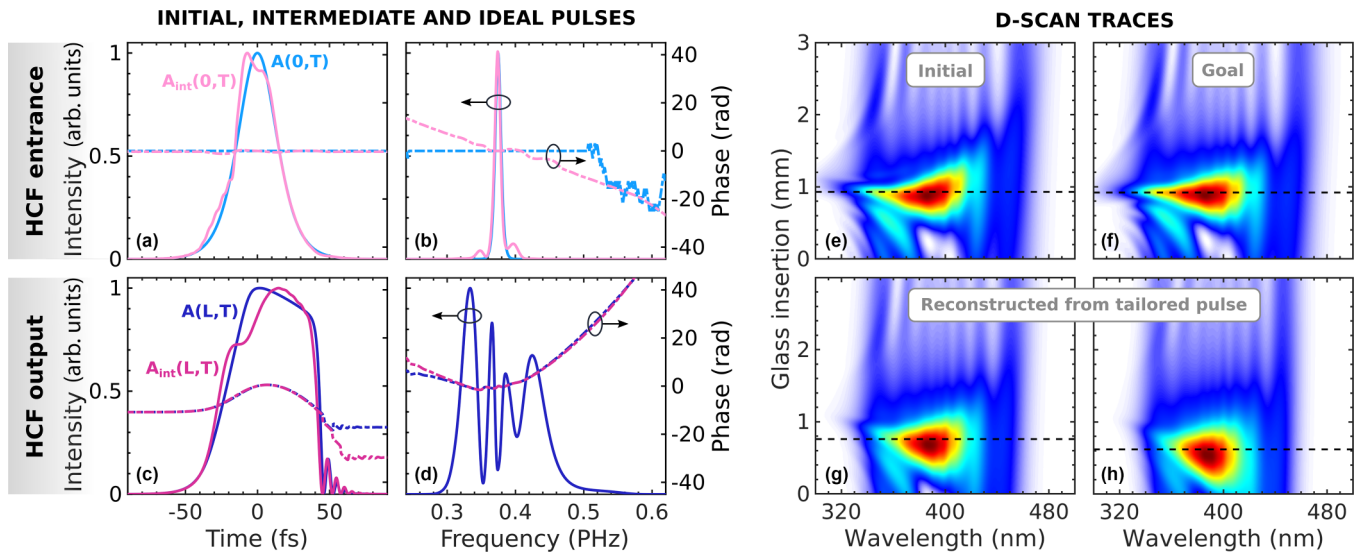 INITIAL, INTERMEDIATE AND IDEAL PULSES
D-SCAN TRACES
HCF entrance
HCF output
Intensity (arb. units)
1
0.5
0
A_int(0,T)
A(0,T)
(a)
40
20
0
-20
-40
Phase (rad)
(b)
Intensity (arb. units)
1
0.5
0
A(L,T)
A_int(L,T)
(c)
-50
0
50
Time (fs)
40
20
0
-20
-40
Phase (rad)
(d)
0.3
0.4
0.5
0.6
Frequency (PHz)
Glass insertion (mm)
3
2
1
0
Initial
(e)
Goal
(f)
Reconstructed from tailored pulse
2
1
0
(g)
(h)
320
400
480
Wavelength (nm)
320
400
480
Wavelength (nm)